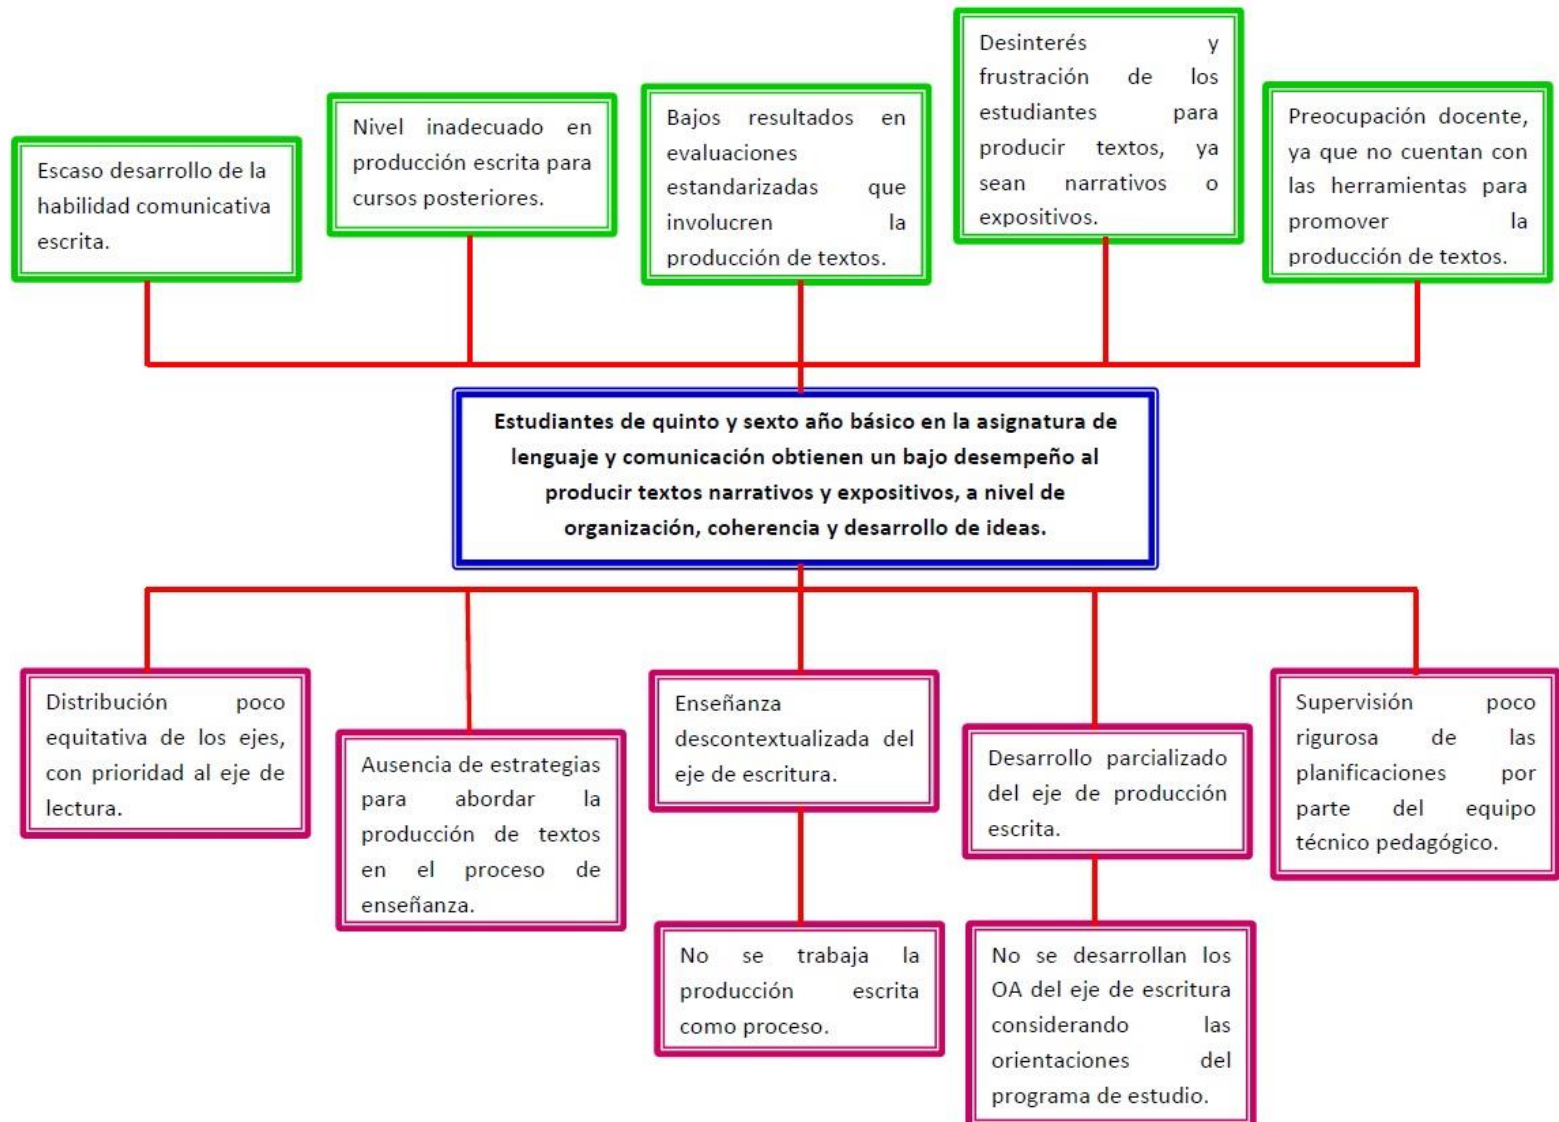 Escaso desarrollo de la
habilidad comunicativa
escrita.
Nivel inadecuado en
producción escrita para
cursos posteriores.
Bajos resultados en
evaluaciones
estandarizadas que
involucren la
producción de textos.
Desinterés y
frustración de los
estudiantes para
producir textos, ya
sean narrativos o
expositivos.
Preocupación docente,
ya que no cuentan con
las herramientas para
promover la
producción de textos.
Estudiantes de quinto y sexto año básico en la asignatura de
lenguaje y comunicación obtienen un bajo desempeño al
producir textos narrativos y expositivos, a nivel de
organización, coherencia y desarrollo de ideas.
Distribución poco
equitativa de los ejes,
con prioridad al eje de
lectura.
Ausencia de estrategias
para abordar la
producción de textos
en el proceso de
enseñanza.
Enseñanza
descontextualizada del
eje de escritura.
Desarrollo parcializado
del eje de producción
escrita.
Supervisión poco
rigurosa de las
planificaciones por
parte del equipo
técnico pedagógico.
No se trabaja la
producción escrita
como proceso.
No se desarrollan los
OA del eje de escritura
considerando las
orientaciones del
programa de estudio.